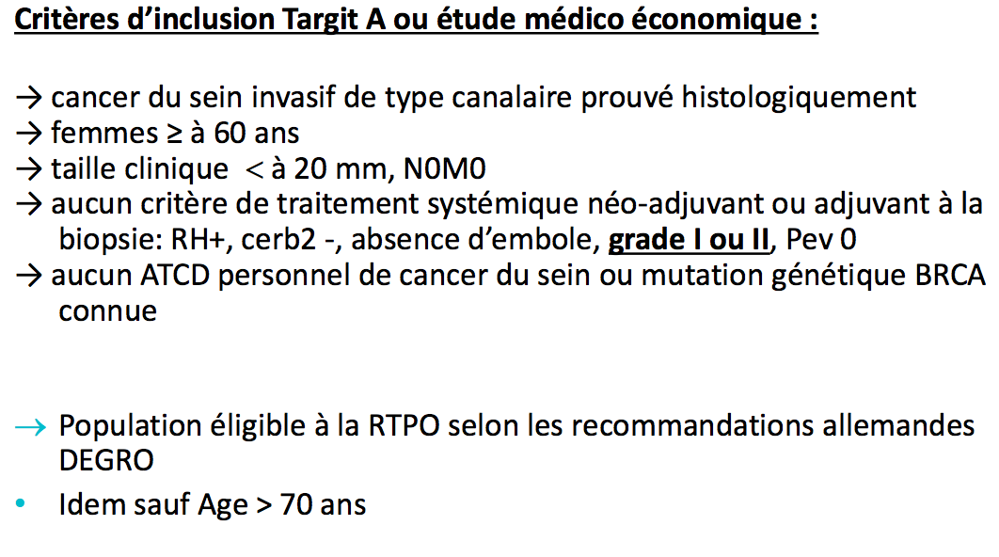 Critères d’inclusion Targit A ou étude médico économique :
→ cancer du sein invasif de type canalaire prouvé histologiquement
→ femmes ≥ à 60 ans
→ taille clinique < à 20 mm, N0M0
→ aucun critère de traitement systémique néo-adjuvant ou adjuvant à la
biopsie: RH+, cerb2 -, absence d’embole, grade I ou II, Pev 0
→ aucun ATCD personnel de cancer du sein ou mutation génétique BRCA
connue
→ Population éligible à la RTPO selon les recommandations allemandes
DEGRO
• Idem sauf Age > 70 ans